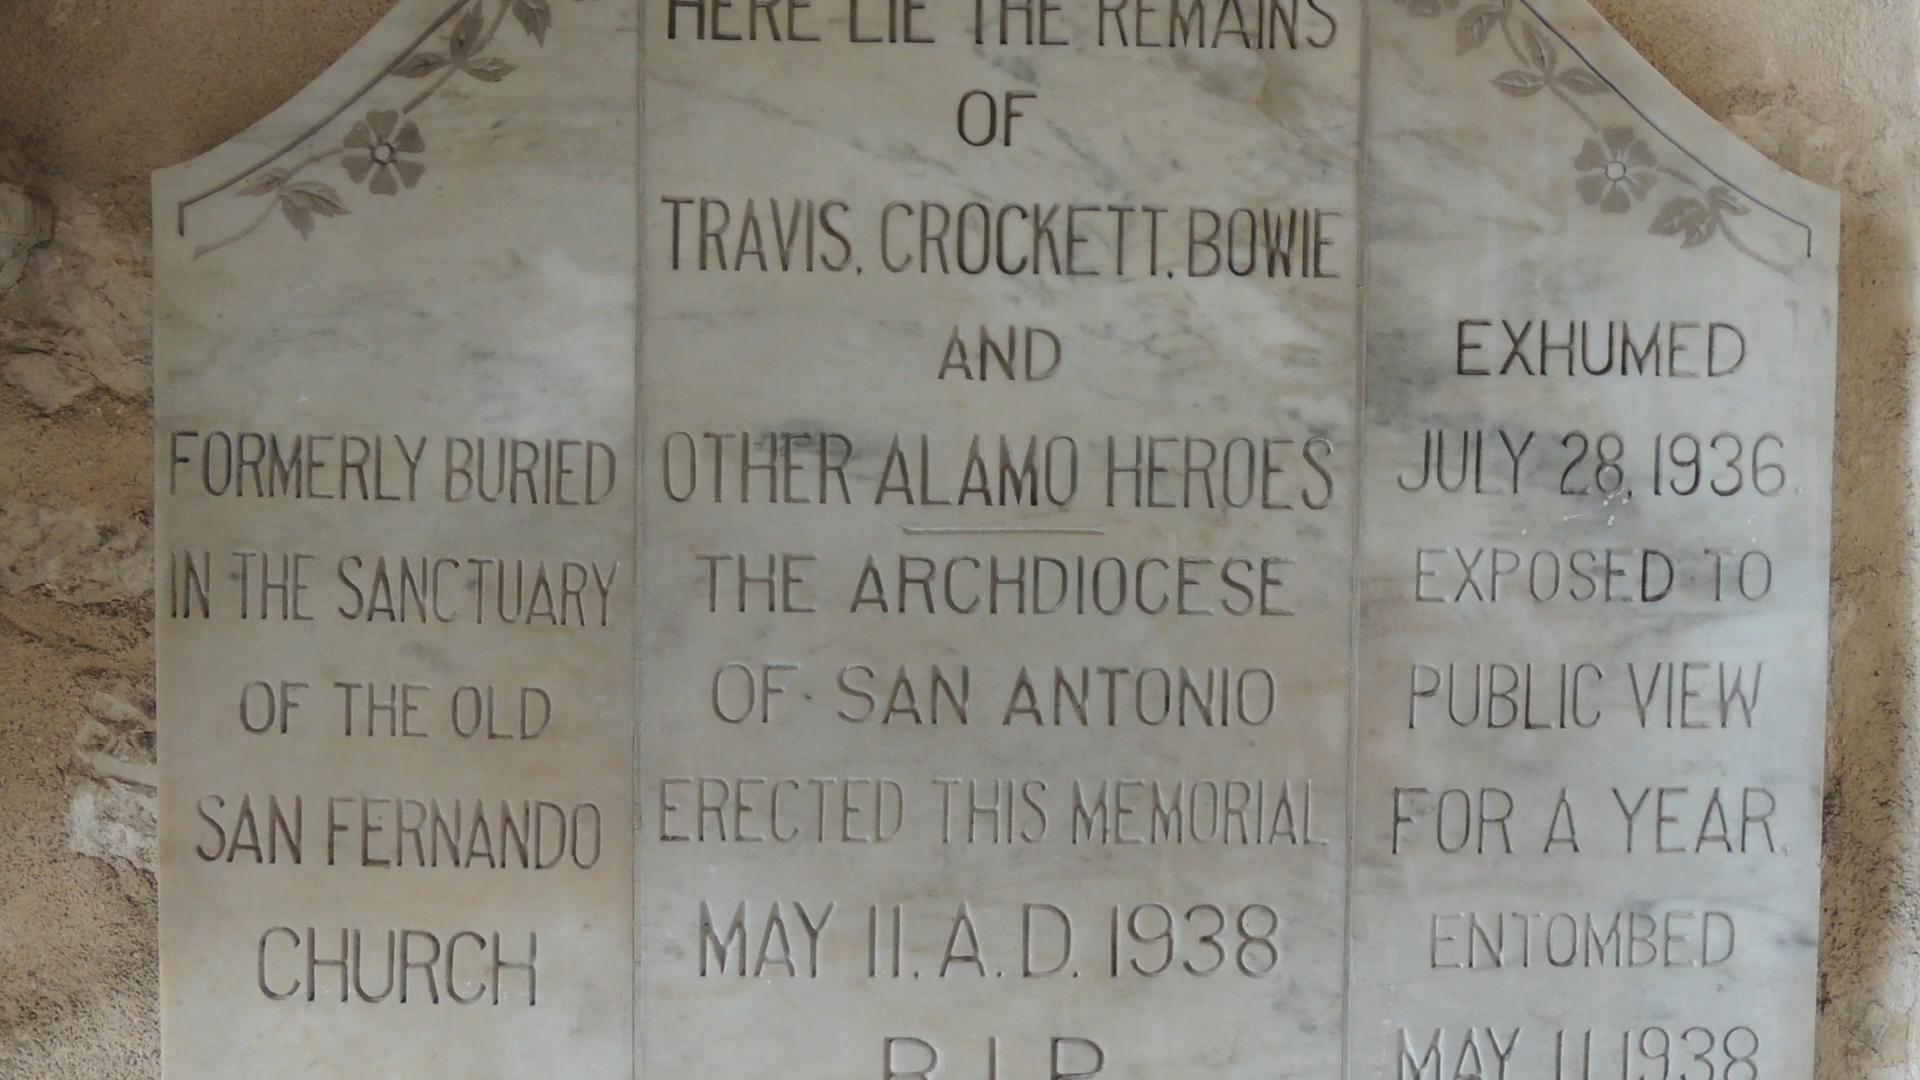 FORMERLY BURIED
IN THE SANCTUARY
OF THE OLD
SAN FERNANDO
CHURCH
HERE LIE THE REMAINS
OF
TRAVIS, CROCKETT, BOWIE
AND
OTHER ALAMO HEROES
THE ARCHDIOCESE
OF SAN ANTONIO
ERECTED THIS MEMORIAL
MAY 11, A.D. 1938
R.I.P.
EXHUMED
JULY 28, 1936.
EXPOSED TO
PUBLIC VIEW
FOR A YEAR.
ENTOMBED
MAY 11 1938